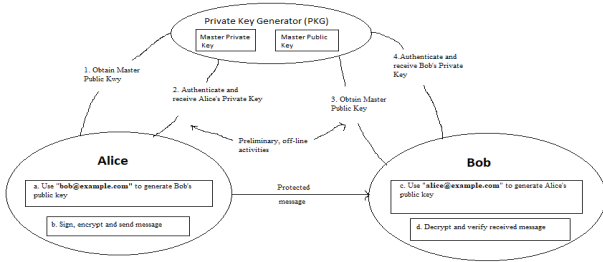 Private Key Generator (PKG)
Master Private
Key
Master Public
Key
1. Obtain Master
Public Kwy
2. Authenticate and
receive Alice's Private Key
3. Obtain Master
Public Key
4.Authenticate and
receive Bob's Private
Key
Preliminary, off-line
activities
Alice
a. Use "bob@example.com" to generate Bob's
public key
b. Sign, encrypt and send message
Protected
message
Bob
c. Use "alice@example.com" to generate Alice's
public key
d. Decrypt and verify received message